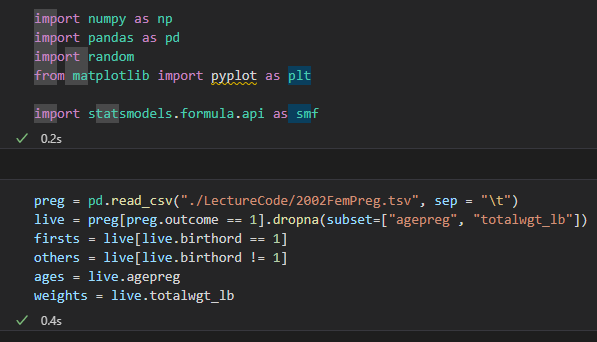 import numpy as np
import pandas as pd
import random
from matplotlib import pyplot as plt
import statsmodels.formula.api as smf
✓ 0.2s
preg = pd.read_csv("./LectureCode/2002FemPreg.tsv", sep = "\t")
live = preg[preg.outcome == 1].dropna(subset=["agepreg", "totalwgt_lb"])
firsts = live[live.birthord == 1]
others = live[live.birthord != 1]
ages = live.agepreg
weights = live.totalwgt_lb
✓ 0.4s